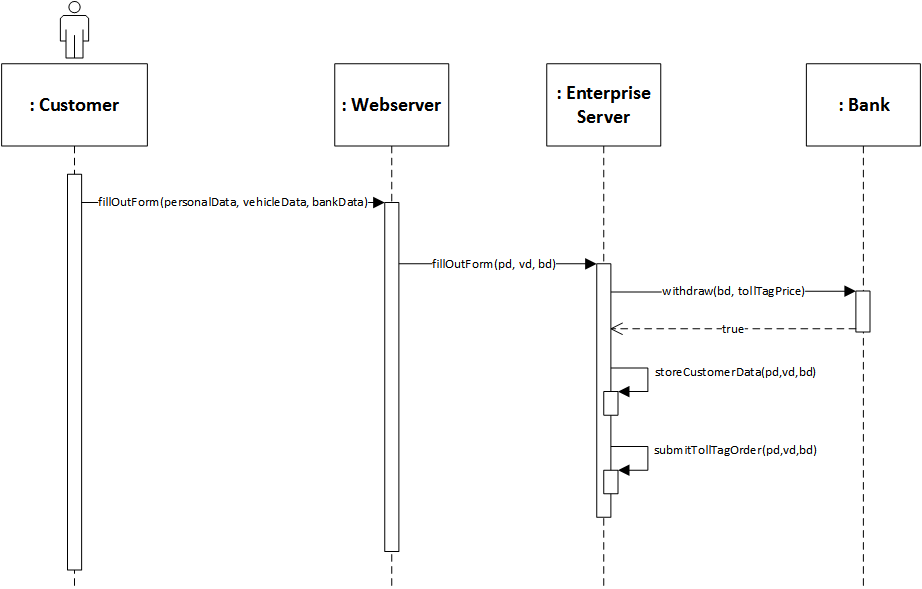 : Customer
: Webserver
: Enterprise
Server
: Bank
fillOutForm(personalData, vehicleData, bankData)
fillOutForm(pd, vd, bd)
withdraw(bd, tollTagPrice)
true
storeCustomerData(pd,vd,bd)
submitTollTagOrder(pd,vd,bd)